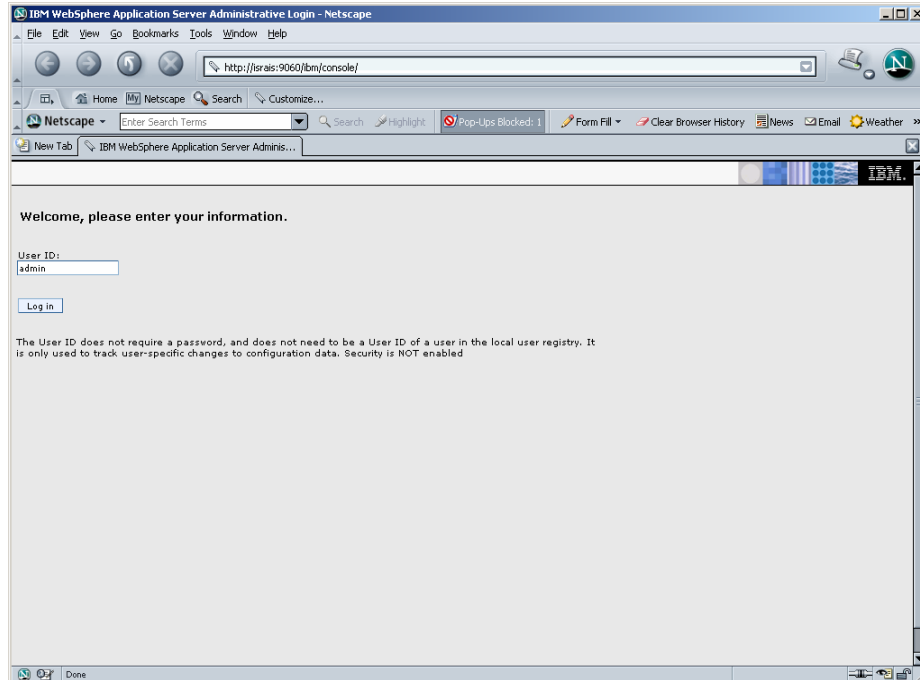 IBM WebSphere Application Server Administrative Login - Netscape
File Edit View Go Bookmarks Tools Window Help
http://israis:9060/ibm/console/
Home My Netscape Search Customize...
Netscape Enter Search Terms Search Highlight Pop-Ups Blocked: 1 Form Fill Clear Browser History News Email Weather »
New Tab IBM WebSphere Application Server Adminis...
IBM.
Welcome, please enter your information.
User ID:
admin
Log in
The User ID does not require a password, and does not need to be a User ID of a user in the local user registry. It
is only used to track user-specific changes to configuration data. Security is NOT enabled
Done